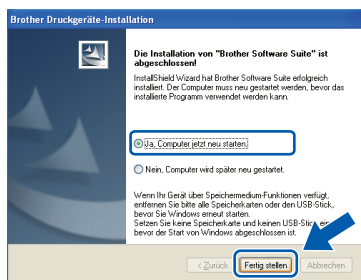 Brother Druckgeräte-Installation
Die Installation von "Brother Software Suite" ist
abgeschlossen!
InstallShield Wizard hat Brother Software Suite erfolgreich
installiert. Der Computer muss neu gestartet werden, bevor das
installierte Programm verwendet werden kann.
Ja, Computer jetzt neu starten.
Nein, Computer wird später neu gestartet.
Wenn Ihr Gerät über Speichermedium-Funktionen verfügt,
entfernen Sie bitte alle Speicherkarten oder den USB-Stick,
bevor Sie Windows erneut starten.
Setzen Sie keine Speicherkarte und keinen USB-Stick ein,
bevor der Start von Windows abgeschlossen ist.
< Zurück Fertig stellen Abbrechen